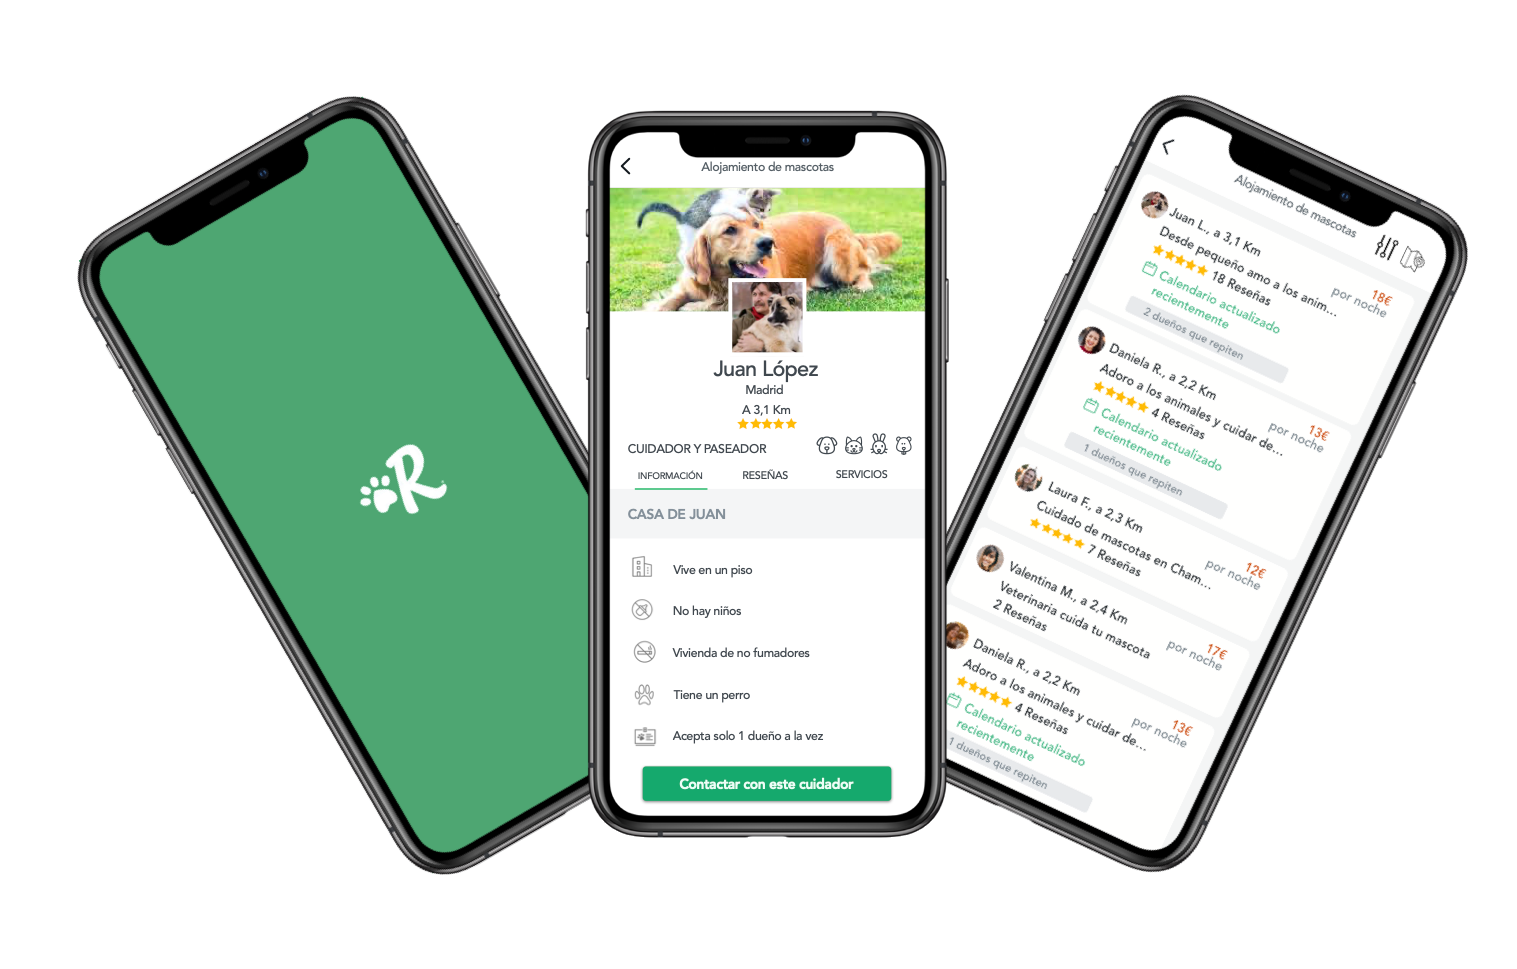 R
Alojamiento de mascotas
Juan López
Madrid
A 3,1 Km
CUIDADOR Y PASEADOR
INFORMACIÓN
RESEÑAS
SERVICIOS
CASA DE JUAN
Vive en un piso
No hay niños
Vivienda de no fumadores
Tiene un perro
Acepta solo 1 dueño a la vez
Contactar con este cuidador
Alojamiento de mascotas
Juan L., a 3,1 Km
Desde pequeño amo a los anim...
18 Reseñas
18€
por noche
Calendario actualizado
recientemente
2 dueños que repiten
Daniela R., a 2,2 Km
Adoro a los animales y cuidar de...
4 Reseñas
13€
por noche
Calendario actualizado
recientemente
1 dueños que repiten
Laura F., a 2,3 Km
Cuidado de mascotas en Cham...
7 Reseñas
12€
por noche
Valentina M., a 2,4 Km
Veterinaria cuida tu mascota
2 Reseñas
17€
por noche
Daniela R., a 2,2 Km
Adoro a los animales y cuidar de...
4 Reseñas
13€
por noche
Calendario actualizado
recientemente
1 dueños que repiten